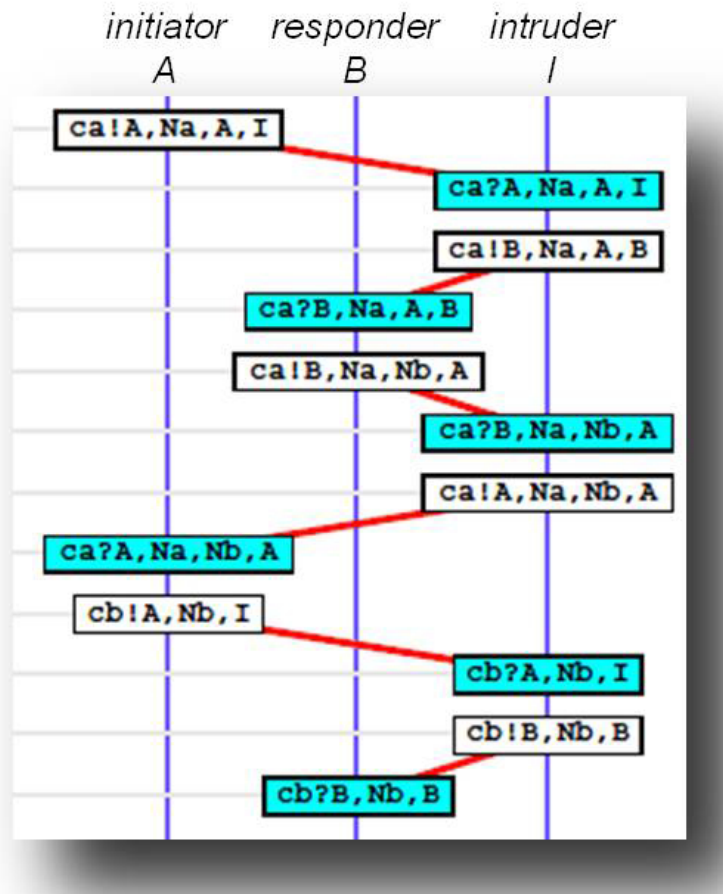 initiator responder intruder
A B I
ca!A,Na,A,I
ca?A,Na,A,I
ca!B,Na,A,B
ca?B,Na,A,B
ca!B,Na,Nb,A
ca?B,Na,Nb,A
ca!A,Na,Nb,A
ca?A,Na,Nb,A
cb!A,Nb,I
cb?A,Nb,I
cb!B,Nb,B
cb?B,Nb,B